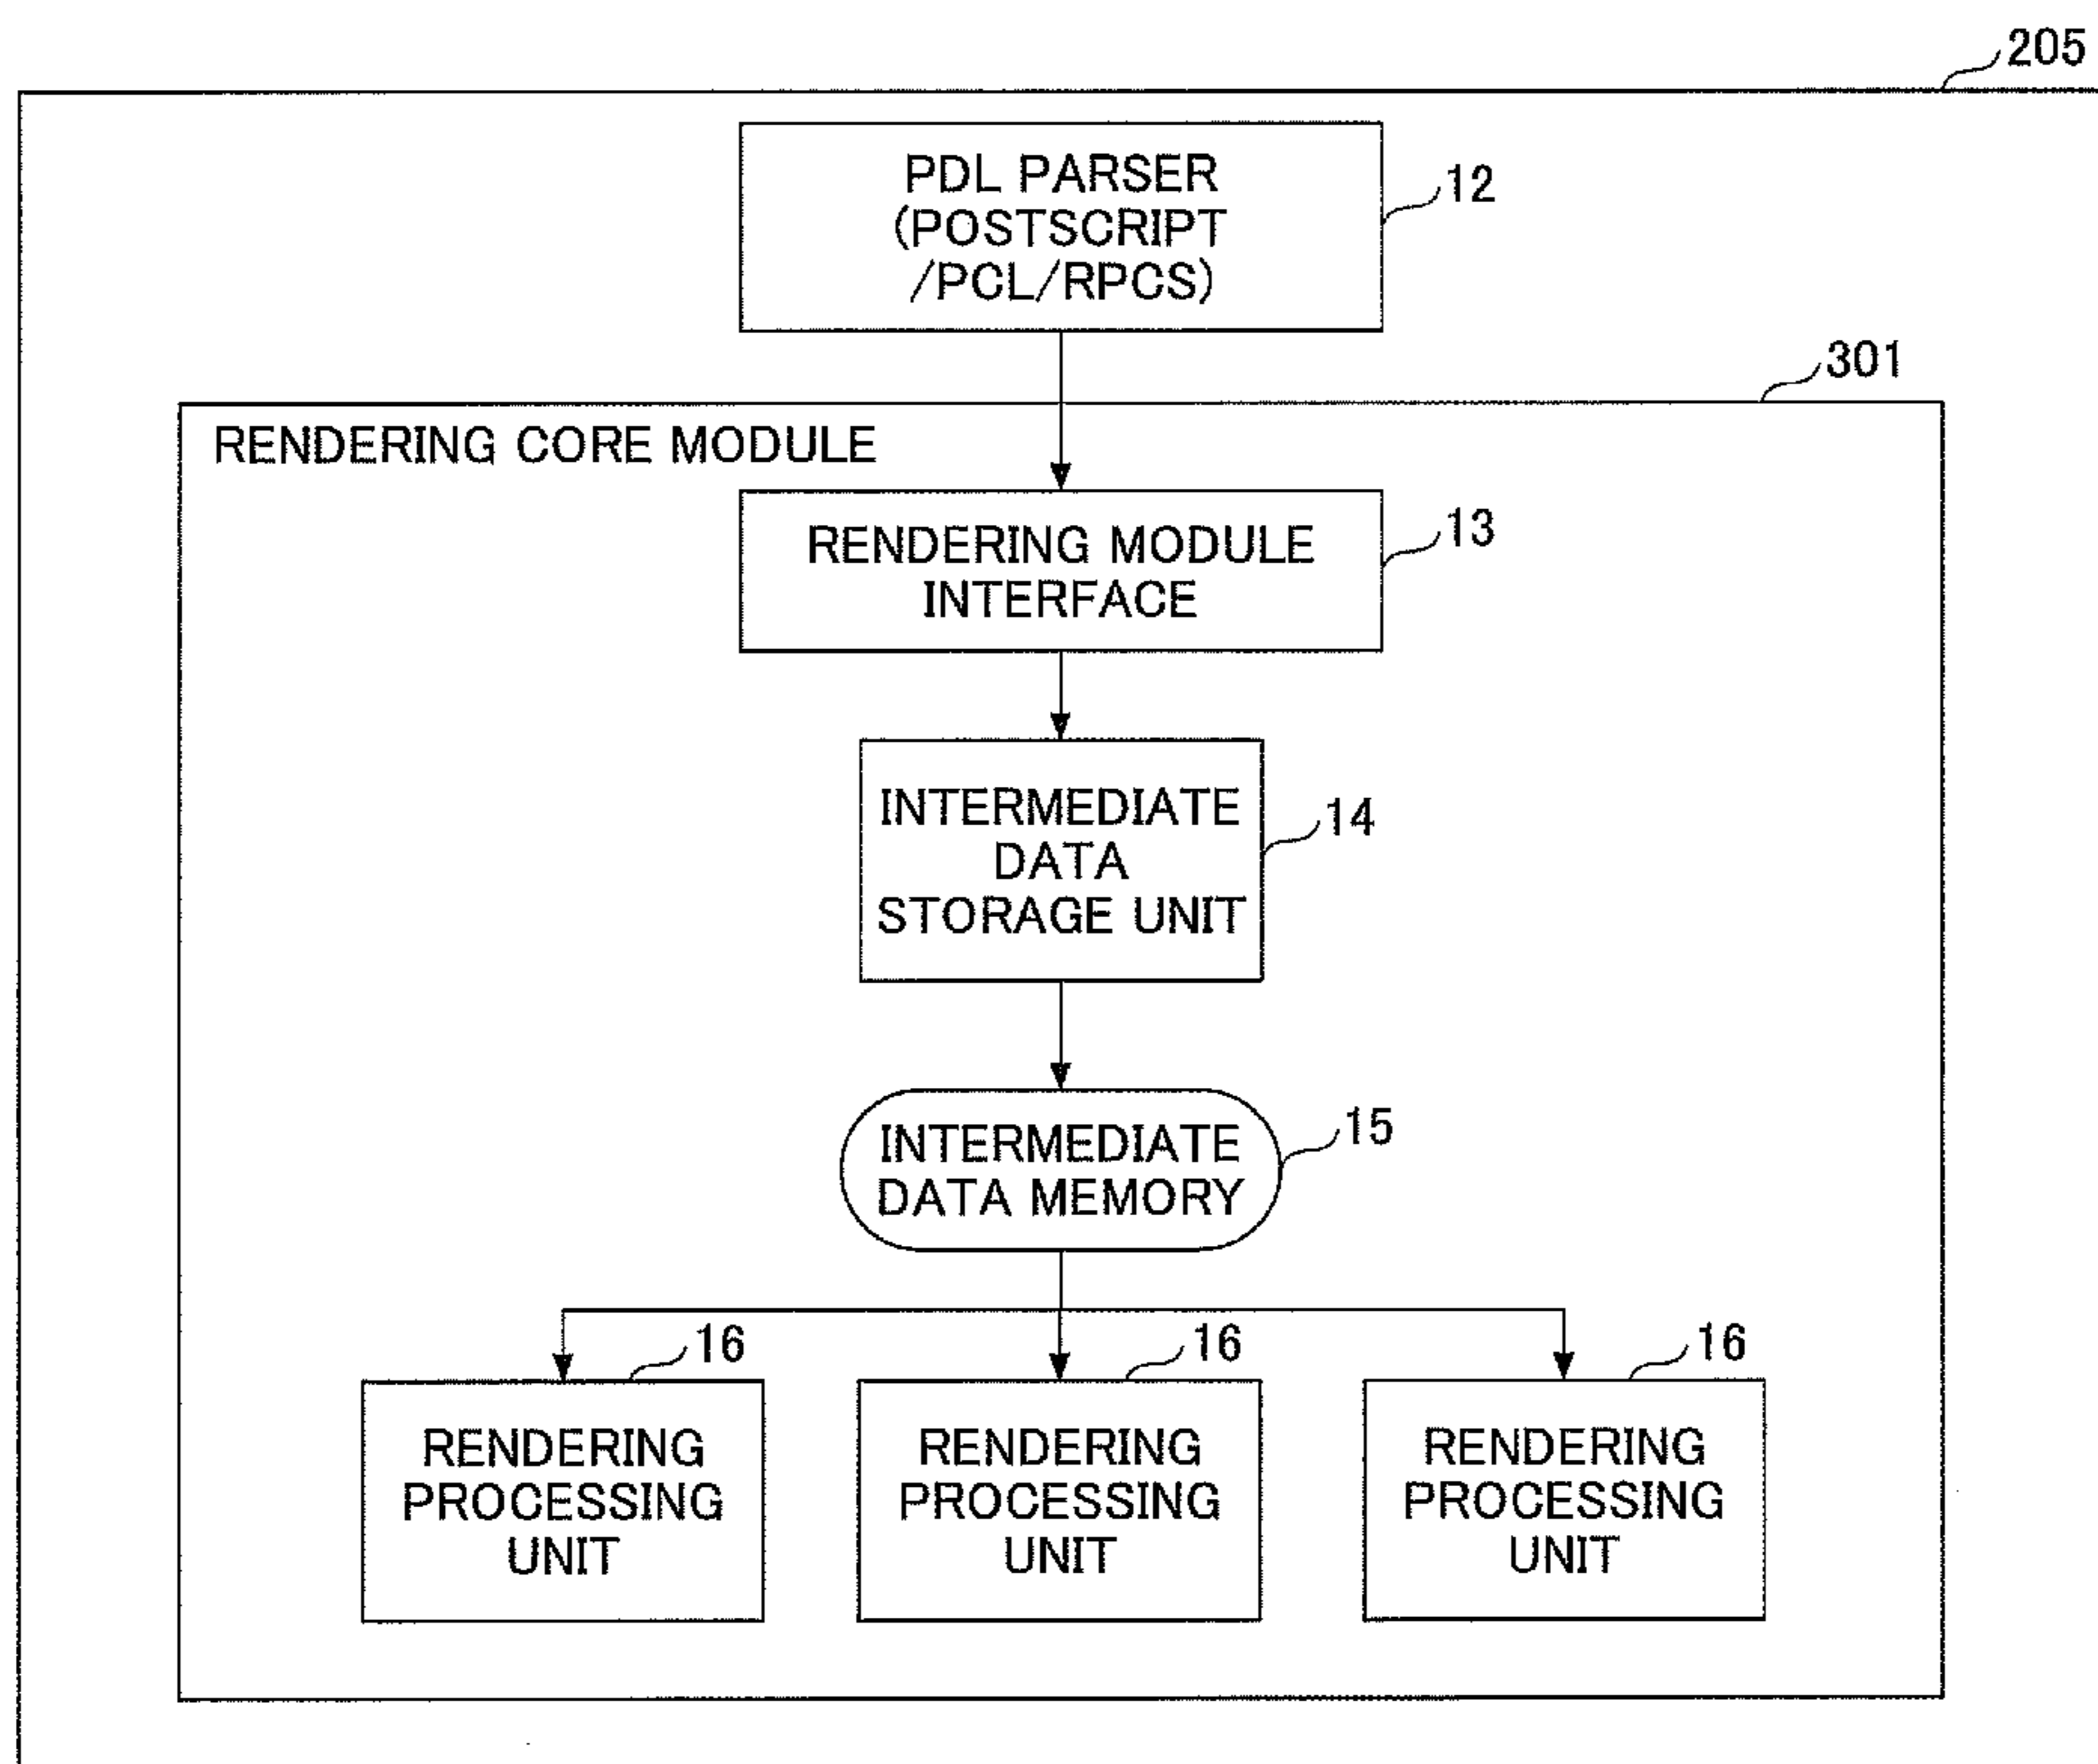 205
PDL PARSER
(POSTSCRIPT
/PCL/RPCS)
12
301
RENDERING CORE MODULE
RENDERING MODULE
INTERFACE
13
INTERMEDIATE
DATA
STORAGE UNIT
14
INTERMEDIATE
DATA MEMORY
15
16
RENDERING
PROCESSING
UNIT
16
RENDERING
PROCESSING
UNIT
16
RENDERING
PROCESSING
UNIT